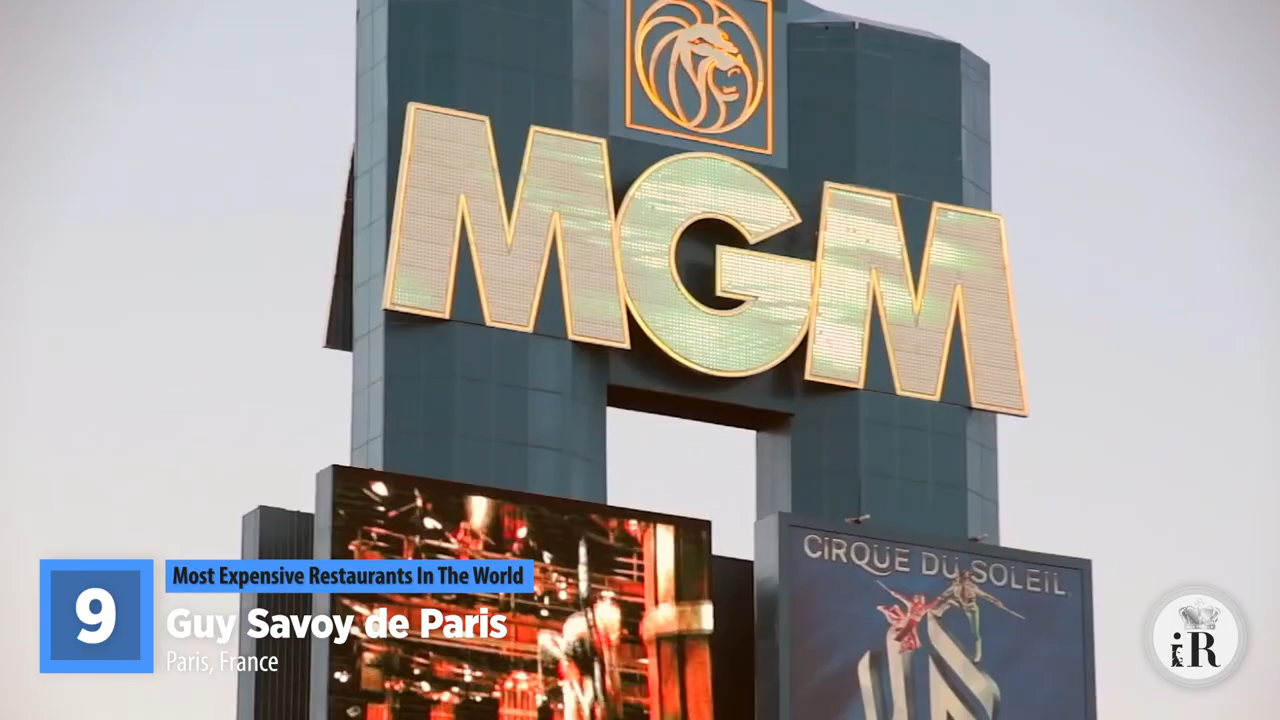 MGM
CiRQUE DU SOLEiL
9
Most Expensive Restaurants In The World
Guy Savoy de Paris
Paris, France
iR